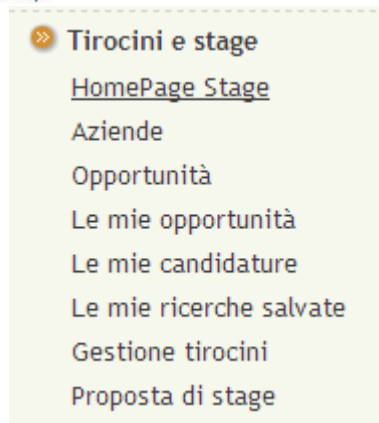 Tirocini e stage
HomePage Stage
Aziende
Opportunità
Le mie opportunità
Le mie candidature
Le mie ricerche salvate
Gestione tirocini
Proposta di stage